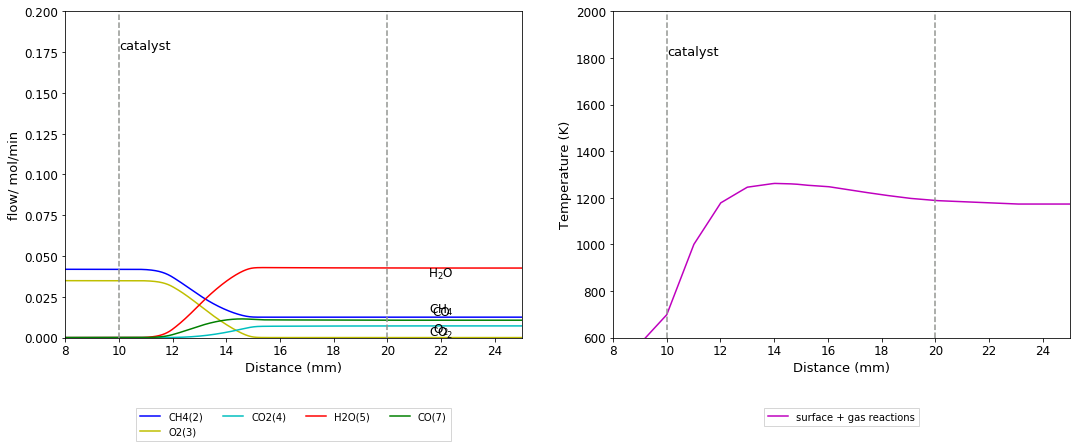 0.200
0.175
0.150
0.125
0.100
0.075
0.050
0.025
0.000
flow/ mol/min
catalyst
H₂O
CH₄
CO
O₂
CO₂
8 10 12 14 16 18 20 22 24
Distance (mm)
CH4(2) CO2(4) H2O(5) CO(7)
O2(3)
2000
1800
1600
1400
1200
1000
800
600
Temperature (K)
catalyst
8 10 12 14 16 18 20 22 24
Distance (mm)
surface + gas reactions